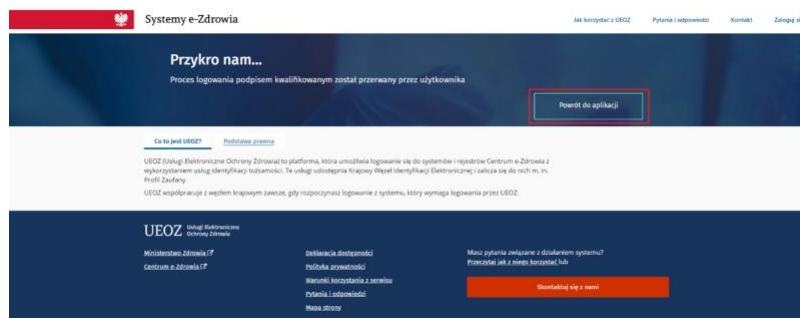 Systemy e-Zdrowia
Jak korzystać z UEOZ Pytania i odpowiedzi Kontakt Zaloguj si
Przykro nam...
Proces logowania podpisem kwalifikowanym został przerwany przez użytkownika
Powrót do aplikacji
Co to jest UEOZ? Podstawa prawna
UEOZ (Usługi Elektroniczne Ochrony Zdrowia) to platforma, która umożliwia logowanie się do systemów i rejestrów Centrum e-Zdrowia z
wykorzystaniem usług identyfikacji tożsamości. Te usługi udostępnia Krajowy Węzeł Identyfikacji Elektronicznej i zalicza się do nich m. in.
Profil Zaufany.
UEOZ współpracuje z węzłem krajowym zawsze, gdy rozpoczynasz logowanie z systemu, który wymaga logowania przez UEOZ.
UEOZ Usługi Elektroniczne
Ochrony Zdrowia
Ministerstwo Zdrowia
Centrum e-Zdrowia
Deklaracja dostępności
Polityka prywatności
Warunki korzystania z serwisu
Pytania i odpowiedzi
Mapa strony
Masz pytania związane z działaniem systemu?
Przeczytaj jak z niego korzystać lub
Skontaktuj się z nami